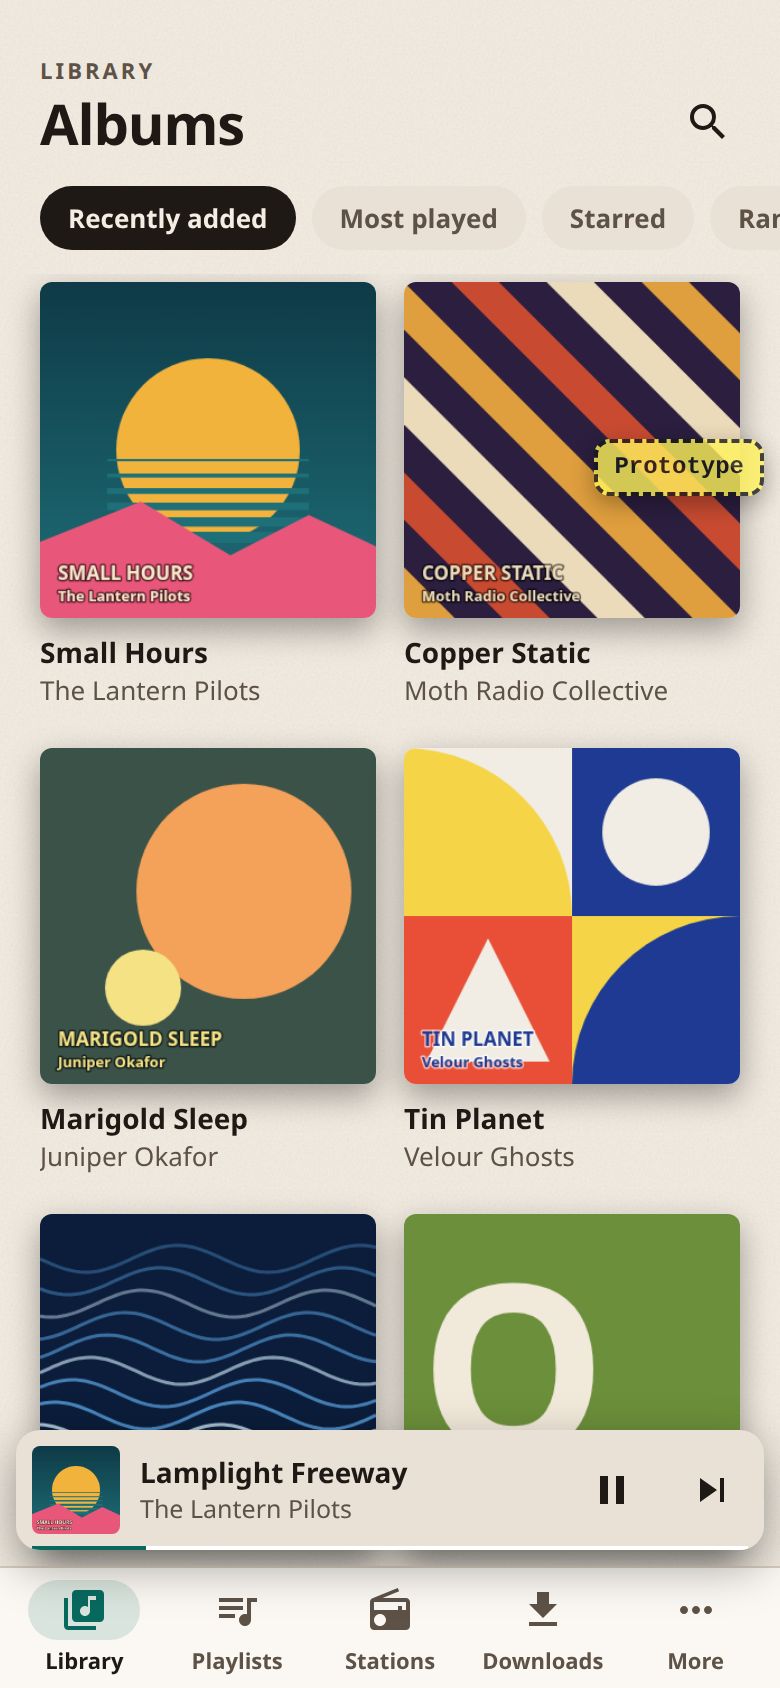 LIBRARY
Albums
Recently added
Most played
Starred
SMALL HOURS
The Lantern Pilots
COPPER STATIC
Moth Radio Collective
Prototype
Small Hours
The Lantern Pilots
Copper Static
Moth Radio Collective
MARIGOLD SLEEP
Juniper Okafor
TIN PLANET
Velour Ghosts
Marigold Sleep
Juniper Okafor
Tin Planet
Velour Ghosts
O
Lamplight Freeway
The Lantern Pilots
Library
Playlists
Stations
Downloads
More